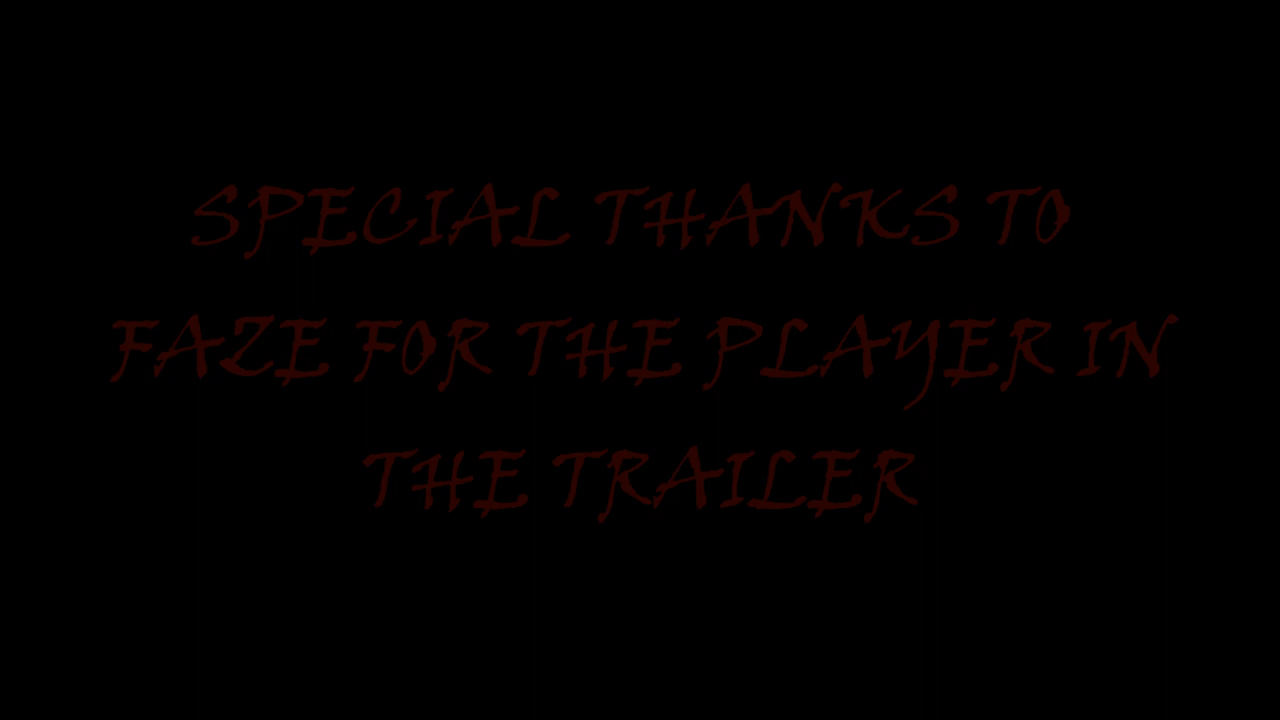 SPECIAL THANKS TO
FAZE FOR THE PLAYER IN
THE TRAILER